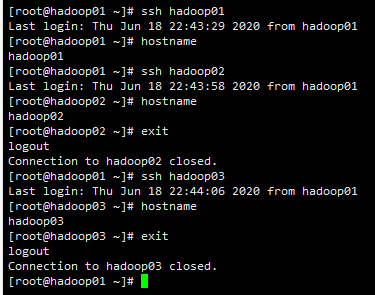 [root@hadoop01 ~]# ssh hadoop01
Last login: Thu Jun 18 22:43:29 2020 from hadoop01
[root@hadoop01 ~]# hostname
hadoop01
[root@hadoop01 ~]# ssh hadoop02
Last login: Thu Jun 18 22:43:58 2020 from hadoop01
[root@hadoop02 ~]# hostname
hadoop02
[root@hadoop02 ~]# exit
logout
Connection to hadoop02 closed.
[root@hadoop01 ~]# ssh hadoop03
Last login: Thu Jun 18 22:44:06 2020 from hadoop01
[root@hadoop03 ~]# hostname
hadoop03
[root@hadoop03 ~]# exit
logout
Connection to hadoop03 closed.
[root@hadoop01 ~]#